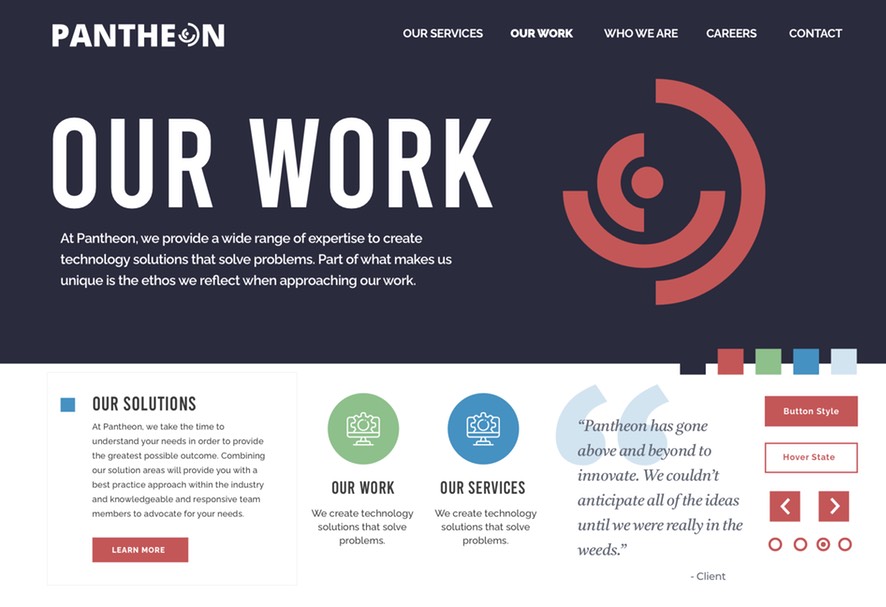 PANTHEON
OUR SERVICES
OUR WORK
WHO WE ARE
CAREERS
CONTACT
OUR WORK
At Pantheon, we provide a wide range of expertise to create
technology solutions that solve problems. Part of what makes us
unique is the ethos we reflect when approaching our work.
OUR SOLUTIONS
At Pantheon, we take the time to
understand your needs in order to provide
the greatest possible outcome. Combining
our solution areas will provide you with a
best practice approach within the industry
and knowledgeable and responsive team
members to advocate for your needs.
LEARN MORE
OUR WORK
We create technology
solutions that solve
problems.
OUR SERVICES
We create technology
solutions that solve
problems.
“Pantheon has gone
above and beyond to
innovate. We couldn’t
anticipate all of the ideas
until we were really in the
weeds.”
- Client
Button Style
Hover State